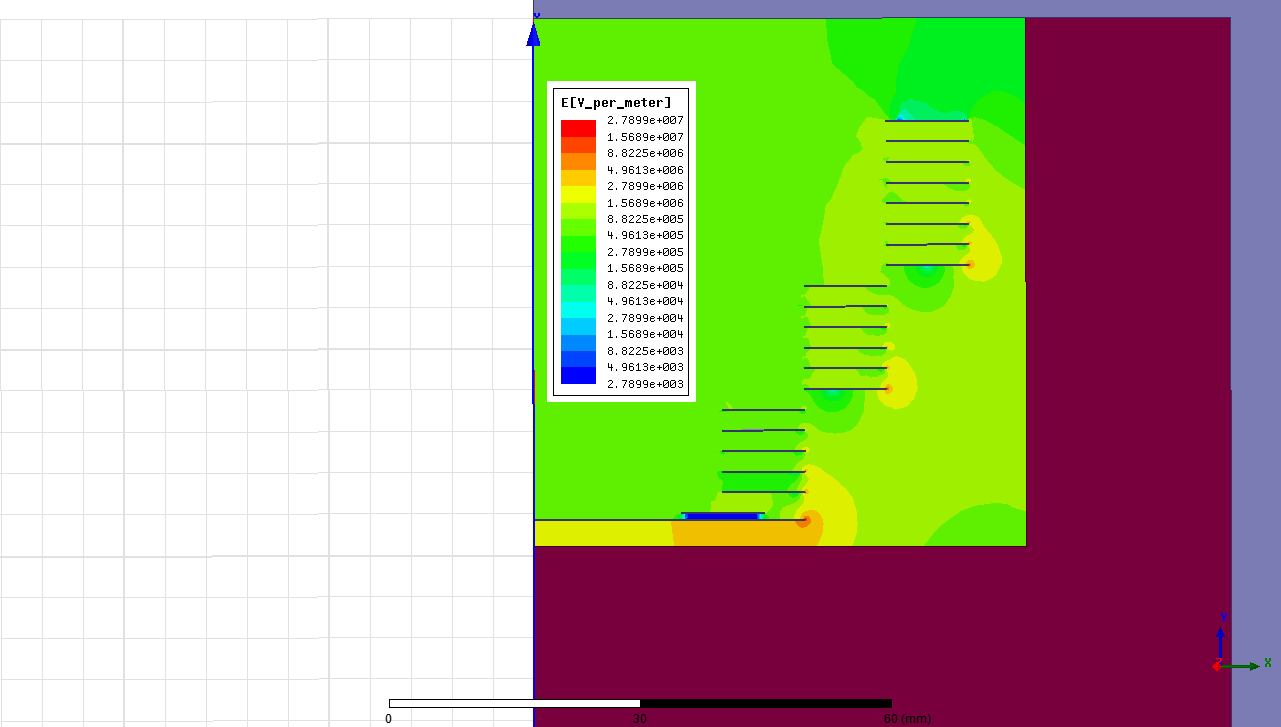 E[V_per_meter]
2.7899e+007
1.5689e+007
8.8225e+006
4.9613e+006
2.7899e+006
1.5689e+006
8.8225e+005
4.9613e+005
2.7899e+005
1.5689e+005
8.8225e+004
4.9613e+004
2.7899e+004
1.5689e+004
8.8225e+003
4.9613e+003
2.7899e+003
Y
Z X
0 30 60 (mm)